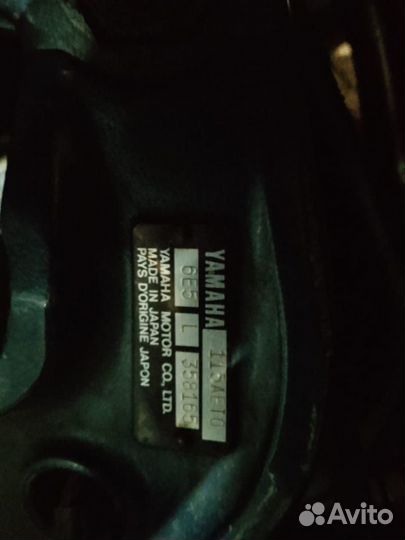 YAMAHA 115AETO
6E5 L 358165
YAMAHA MOTOR CO., LTD.
MADE IN JAPAN
PAYS D'ORIGINE JAPON
Avito